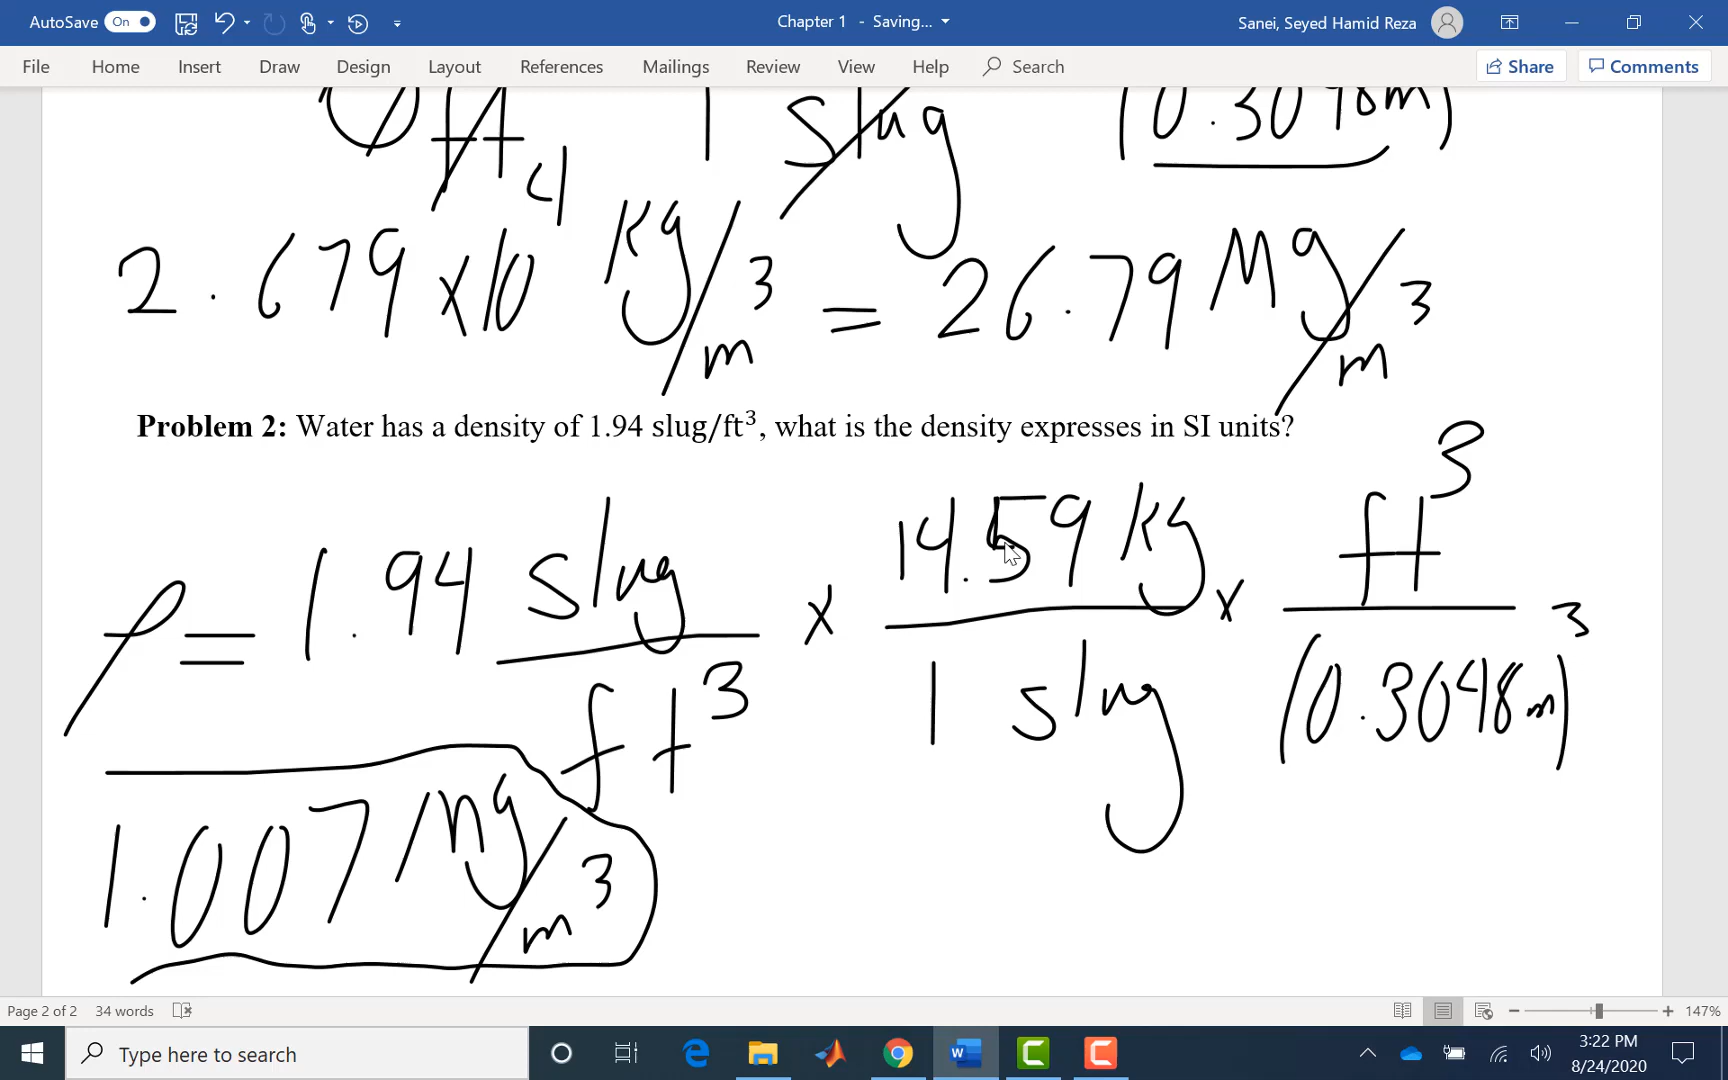 AutoSave On
Chapter 1 - Saving...
Sanei, Seyed Hamid Reza
File Home Insert Draw Design Layout References Mailings Review View Help Search
Share Comments
ft 1 slug (0.3048m)
4
2.679 x 10 kg/m 3 = 26.79 Mg/m 3
Problem 2: Water has a density of 1.94 slug/ft³, what is the density expresses in SI units?
ρ = 1.94 slug / ft³ x 14.59 kg / 1 slug x ft³ / (0.3048m)³
1.007 Mg/m³
Page 2 of 2 34 words
147%
Type here to search
3:22 PM
8/24/2020